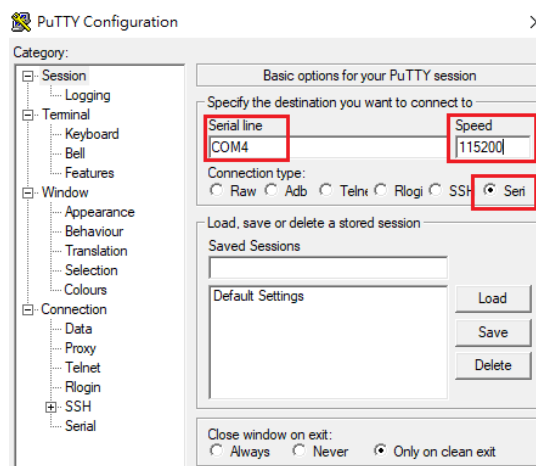 PuTTY Configuration
Category:
Session
Logging
Terminal
Keyboard
Bell
Features
Window
Appearance
Behaviour
Translation
Selection
Colours
Connection
Data
Proxy
Telnet
Rlogin
SSH
Serial
Basic options for your PuTTY session
Specify the destination you want to connect to
Serial line
Speed
COM4
115200
Connection type:
Raw Adb Telne Rlogi SSH Seri
Load, save or delete a stored session
Saved Sessions
Default Settings
Load
Save
Delete
Close window on exit:
Always Never Only on clean exit